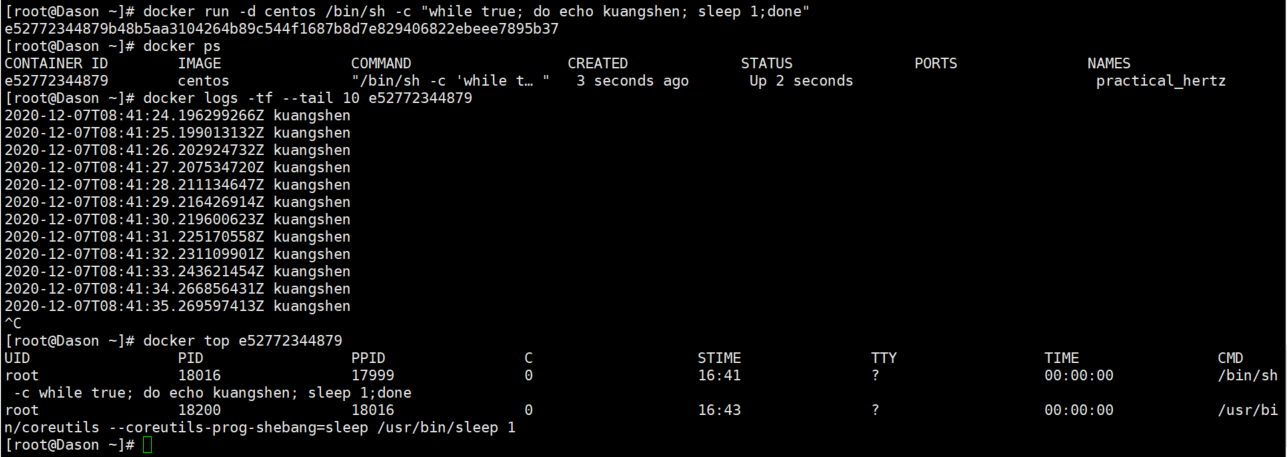 [root@Dason ~]# docker run -d centos /bin/sh -c "while true; do echo kuangshen; sleep 1;done"
e52772344879b48b5aa3104264b89c544f1687b8d7e829406822ebeee7895b37
[root@Dason ~]# docker ps
CONTAINER ID        IMAGE               COMMAND                  CREATED             STATUS              PORTS               NAMES
e52772344879        centos              "/bin/sh -c 'while t… "   3 seconds ago       Up 2 seconds                            practical_hertz
[root@Dason ~]# docker logs -tf --tail 10 e52772344879
2020-12-07T08:41:24.196299266Z kuangshen
2020-12-07T08:41:25.199013132Z kuangshen
2020-12-07T08:41:26.202924732Z kuangshen
2020-12-07T08:41:27.207534720Z kuangshen
2020-12-07T08:41:28.211134647Z kuangshen
2020-12-07T08:41:29.216426914Z kuangshen
2020-12-07T08:41:30.219600623Z kuangshen
2020-12-07T08:41:31.225170558Z kuangshen
2020-12-07T08:41:32.231109901Z kuangshen
2020-12-07T08:41:33.243621454Z kuangshen
2020-12-07T08:41:34.266856431Z kuangshen
2020-12-07T08:41:35.269597413Z kuangshen
^C
[root@Dason ~]# docker top e52772344879
UID                 PID                 PPID                C                   STIME               TTY                 TIME                CMD
root                18016               17999               0                   16:41               ?                   00:00:00            /bin/sh
 -c while true; do echo kuangshen; sleep 1;done
root                18200               18016               0                   16:43               ?                   00:00:00            /usr/bi
n/coreutils --coreutils-prog-shebang=sleep /usr/bin/sleep 1
[root@Dason ~]#